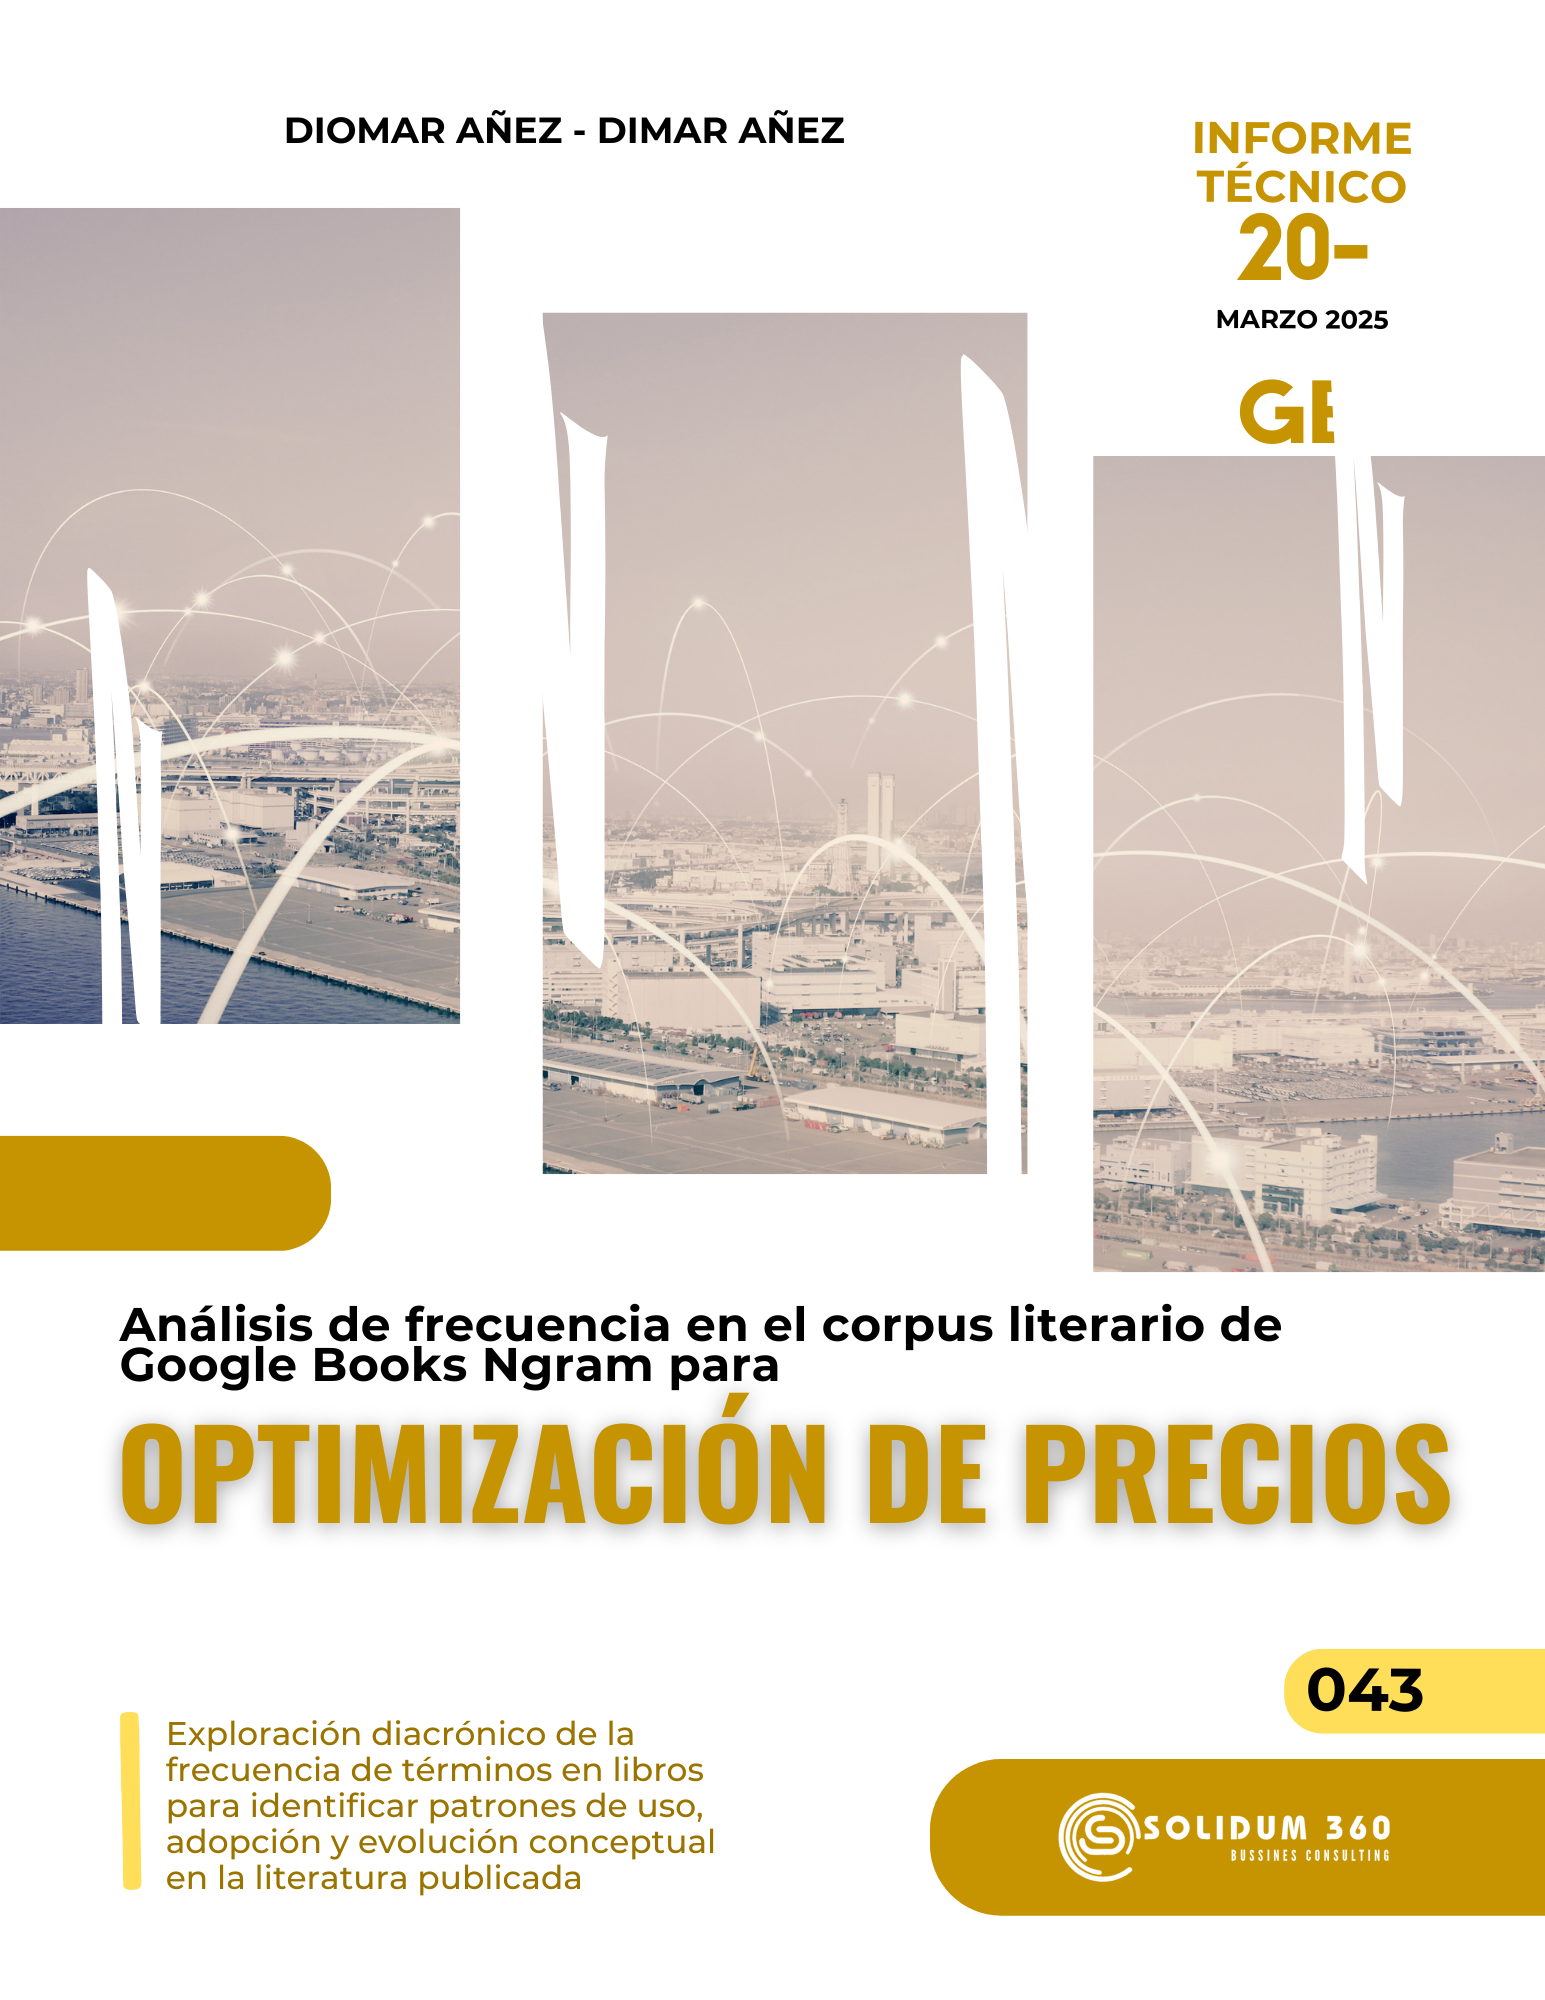 DIOMAR AÑEZ - DIMAR AÑEZ
INFORME
TÉCNICO
20-
MARZO 2025
Análisis de frecuencia en el corpus literario de
Google Books Ngram para
OPTIMIZACIÓN DE PRECIOS
043
Exploración diacrónico de la
frecuencia de términos en libros
para identificar patrones de uso,
adopción y evolución conceptual
en la literatura publicada
SOLIDUM 360
BUSSINES CONSULTING